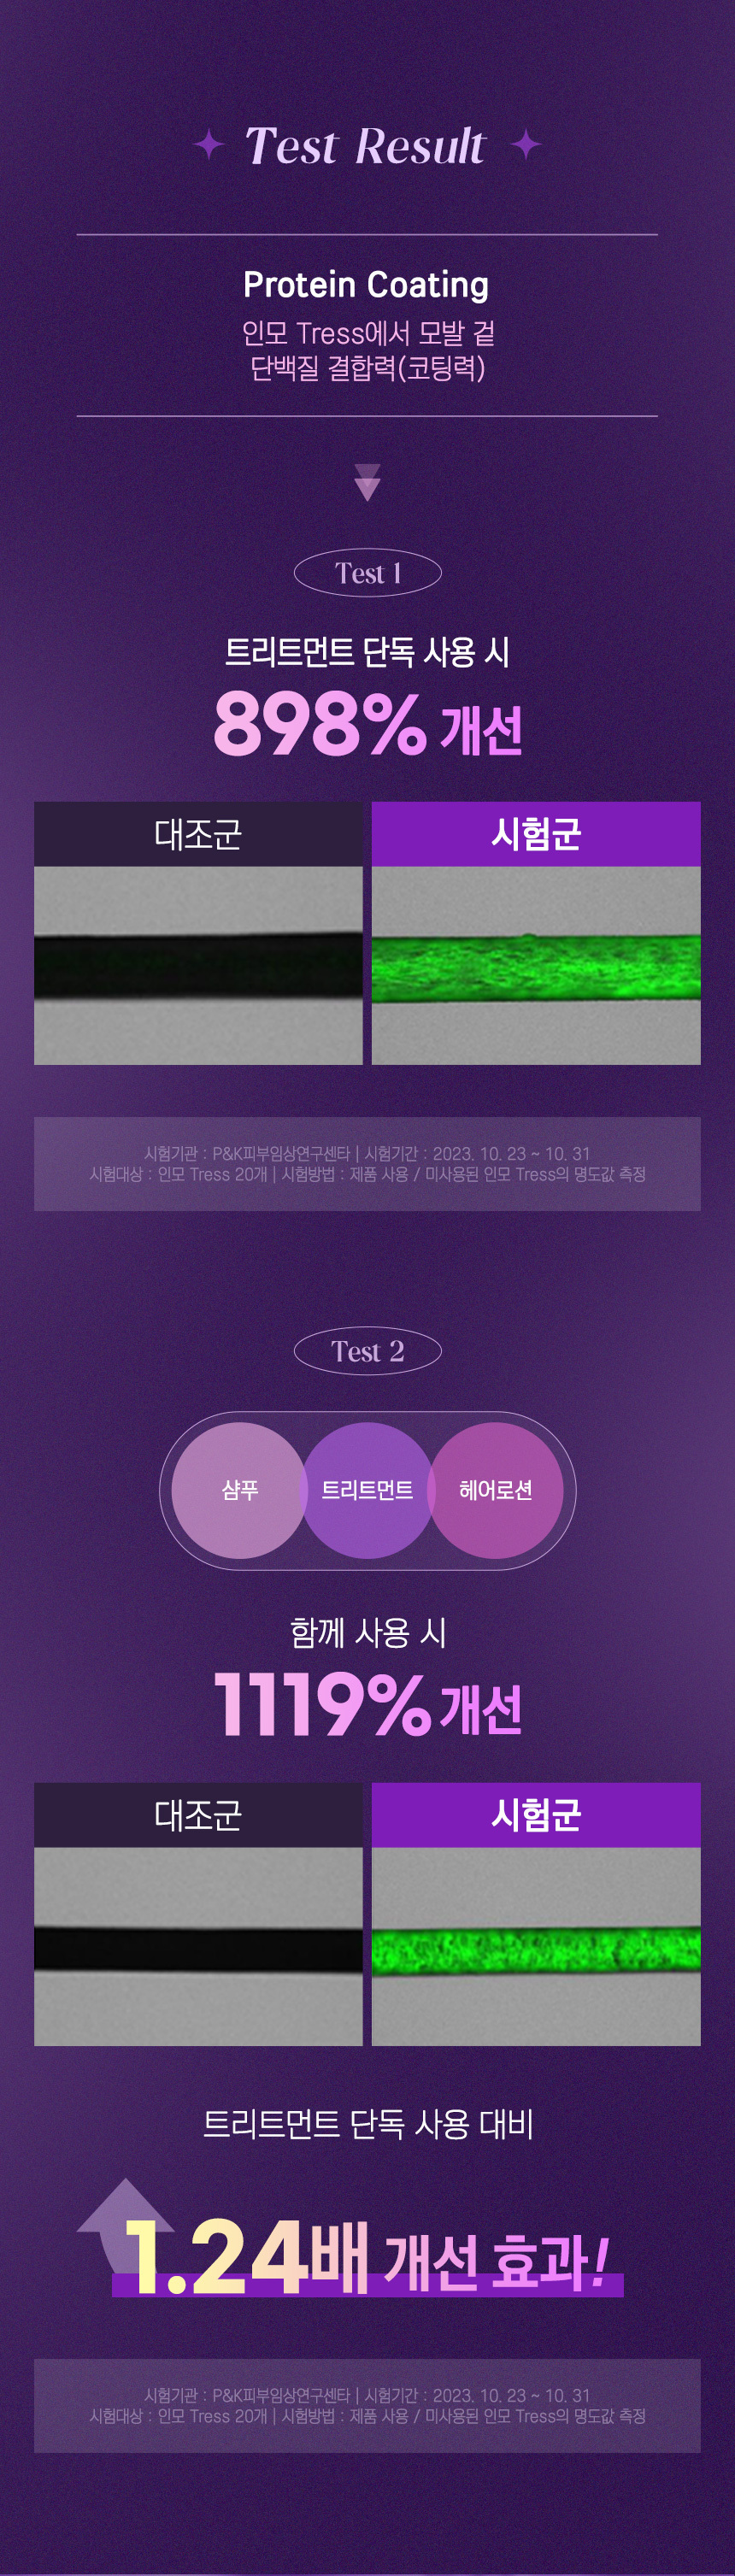 Test Result
Protein Coating
인모 Tress에서 모발 겉
단백질 결합력(코팅력)
Test 1
트리트먼트 단독 사용 시
898% 개선
대조군
시험군
시험기관 : P&K피부임상연구센타 | 시험기간 : 2023. 10. 23 ~ 10. 31
시험대상 : 인모 Tress 20개 | 시험방법 : 제품 사용 / 미사용된 인모 Tress의 명도값 측정
Test 2
샴푸 트리트먼트 헤어로션
함께 사용 시
1119% 개선
대조군
시험군
트리트먼트 단독 사용 대비
1.24배 개선 효과!
시험기관 : P&K피부임상연구센타 | 시험기간 : 2023. 10. 23 ~ 10. 31
시험대상 : 인모 Tress 20개 | 시험방법 : 제품 사용 / 미사용된 인모 Tress의 명도값 측정